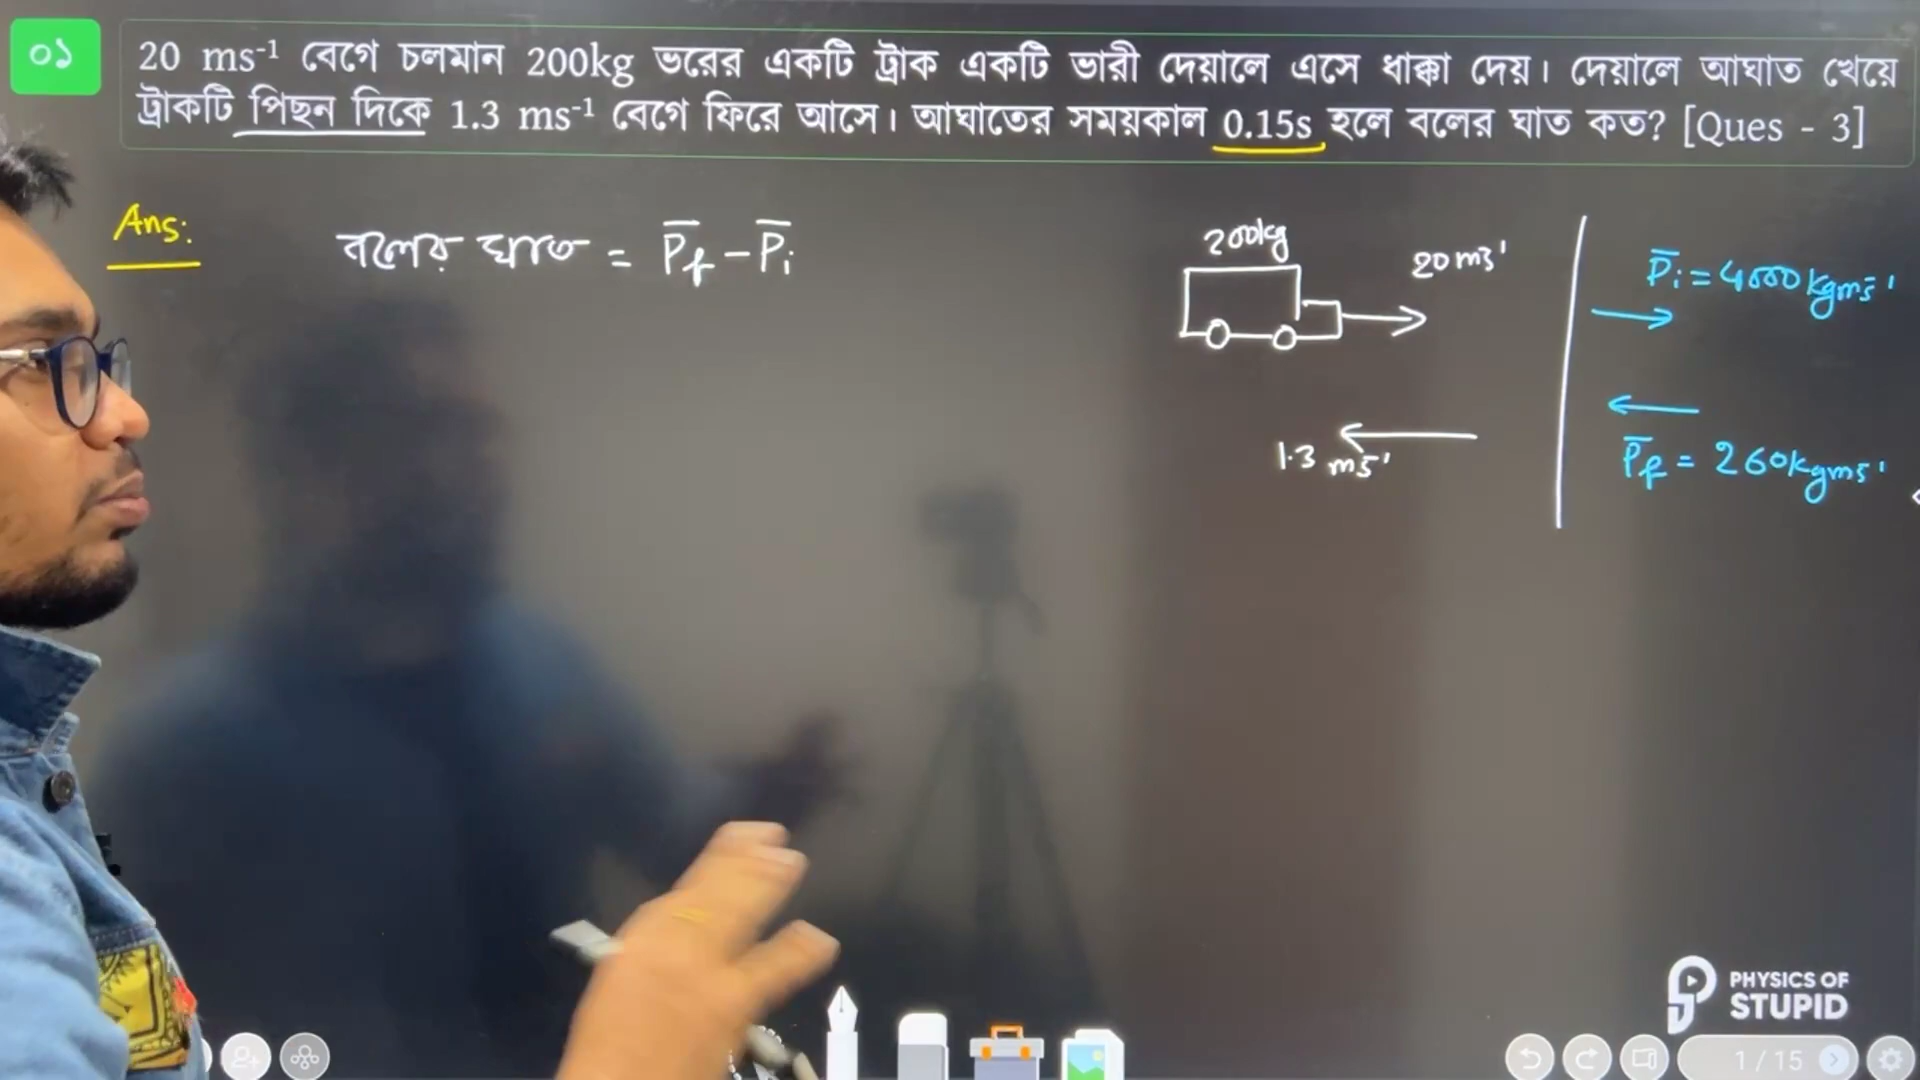 ০১
20 ms⁻¹ বেগে চলমান 200kg ভরের একটি ট্রাক একটি ভারী দেয়ালে এসে ধাক্কা দেয়। দেয়ালে আঘাত খেয়ে
ট্রাকটি পিছন দিকে 1.3 ms⁻¹ বেগে ফিরে আসে। আঘাতের সময়কাল 0.15s হলে বলের ঘাত কত? [Ques - 3]
Ans:
বলের ঘাত = P̅f - P̅i
200kg
20 ms⁻¹
P̅i = 4000 kgms⁻¹
1.3 ms⁻¹
P̅f = 260kgms⁻¹
PHYSICS OF
STUPID
1 / 15